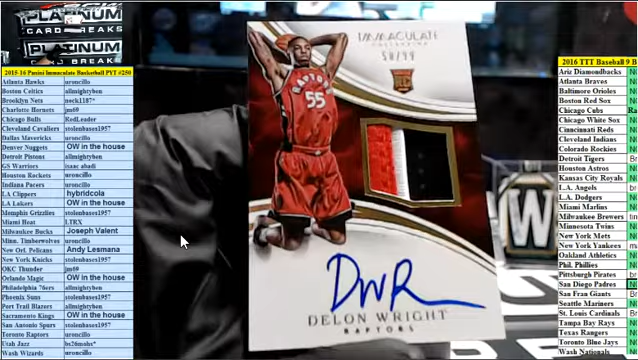 PLATINUM
CARD BREAKS
PLATINUM
CARD BREAKS
2015-16 Panini Immaculate Basketball PYT #250
Atlanta Hawks uroncillo
Boston Celtics allmightyben
Brooklyn Nets neck1187*
Charlotte Hornets jm69
Chicago Bulls RedLeader
Cleveland Cavaliers stolenbases1957
Dallas Mavericks uroncillo
Denver Nuggets OW in the house
Detroit Pistons allmightyben
GS Warriors isaac abadi
Houston Rockets uroncillo
Indiana Pacers uroncillo
LA Clippers hybridcola
LA Lakers OW in the house
Memphis Grizzlies stolenbases1957
Miami Heat LTRX
Milwaukee Bucks Joseph Valent
Minn. Timberwolves uroncillo
New Orl. Pelicans Andy Lesmana
New York Knicks stolenbases1957
OKC Thunder jm69
Orlando Magic OW in the house
Philadelphia 76ers allmightyben
Phoenix Suns stolenbases1957
Port Trail Blazers allmightyben
Sacramento Kings OW in the house
San Antonio Spurs stolenbases1957
Toronto Raptors uroncillo
Utah Jazz
Wash Wizards uroncillo
IMMACULATE
COLLECTION
58/99
RAPTORS
55
DWR
DELON WRIGHT
RAPTORS
2016 TTT Baseball 9 B
Ariz Diamondbacks
Atlanta Braves
Baltimore Orioles
Boston Red Sox
Chicago Cubs
Chicago White Sox
Cincinnati Reds
Cleveland Indians
Colorado Rockies
Detroit Tigers
Houston Astros
Kansas City Royals
L.A. Angels
L.A. Dodgers
Miami Marlins
Milwaukee Brewers
Minnesota Twins
New York Mets
New York Yankees
Oakland Athletics
Phil. Phillies
Pittsburgh Pirates
San Diego Padres
San Fran Giants
Seattle Mariners
St. Louis Cardinals
Tampa Bay Rays
Texas Rangers
Toronto Blue Jays
Wash Nationals